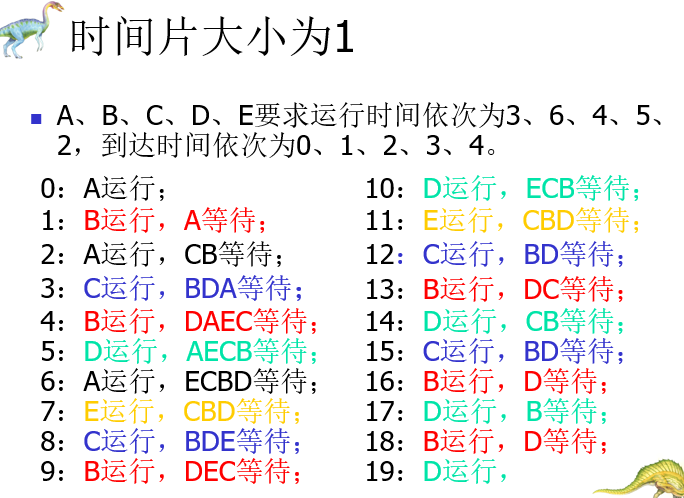 时间片大小为1
A、B、C、D、E要求运行时间依次为3、6、4、5、
2，到达时间依次为0、1、2、3、4。
0：A运行；
1：B运行，A等待；
2：A运行，CB等待；
3：C运行，BDA等待；
4：B运行，DAEC等待；
5：D运行，AECB等待；
6：A运行，ECBD等待；
7：E运行，CBD等待；
8：C运行，BDE等待；
9：B运行，DEC等待；
10：D运行，ECB等待；
11：E运行，CBD等待；
12：C运行，BD等待；
13：B运行，DC等待；
14：D运行，CB等待；
15：C运行，BD等待；
16：B运行，D等待；
17：D运行，B等待；
18：B运行，D等待；
19：D运行，